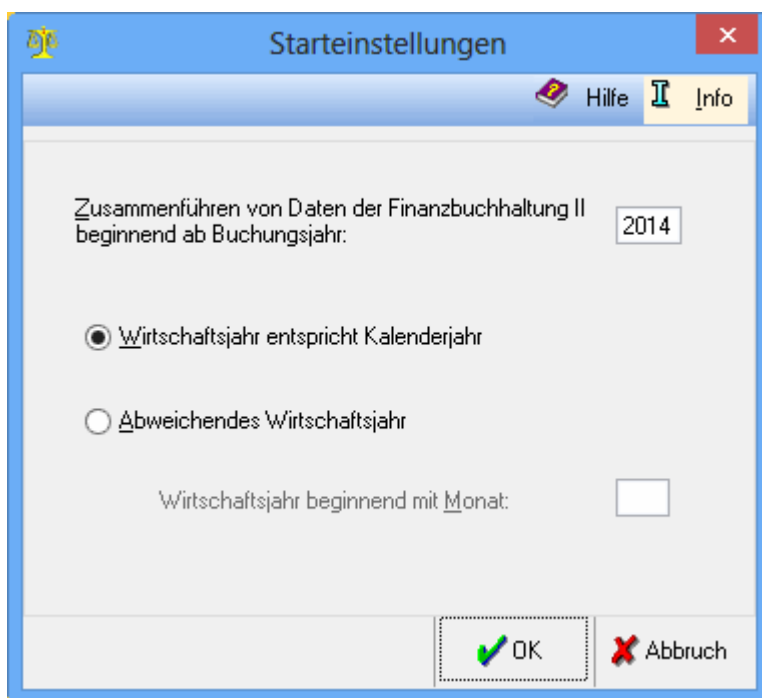 Starteinstellungen
Hilfe Info
Zusammenführen von Daten der Finanzbuchhaltung II
beginnend ab Buchungsjahr:
2014
Wirtschaftsjahr entspricht Kalenderjahr
Abweichendes Wirtschaftsjahr
Wirtschaftsjahr beginnend mit Monat:
OK Abbruch